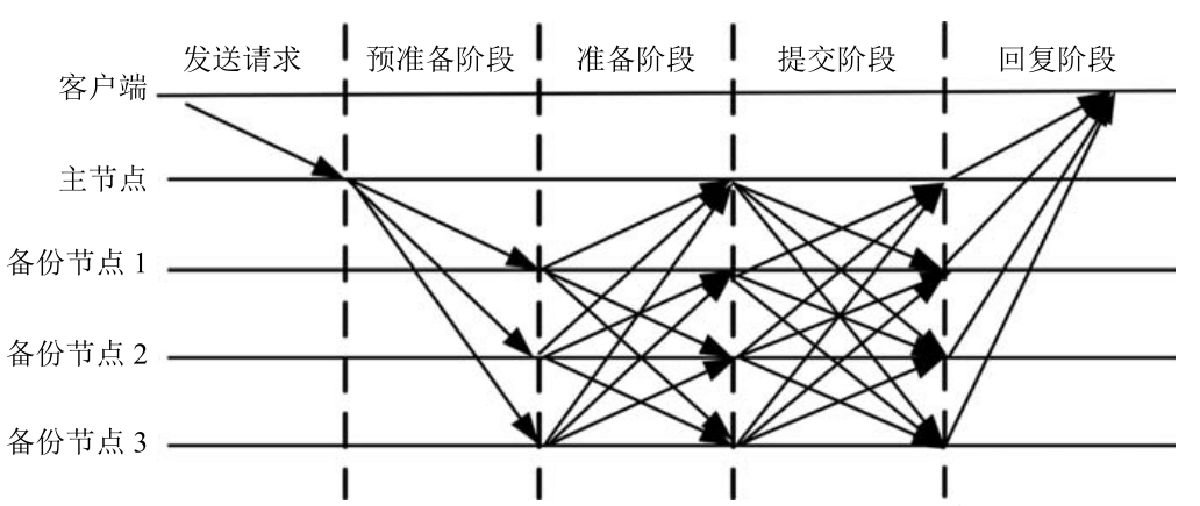 发送请求
预准备阶段
准备阶段
提交阶段
回复阶段
客户端
主节点
备份节点 1
备份节点 2
备份节点 3